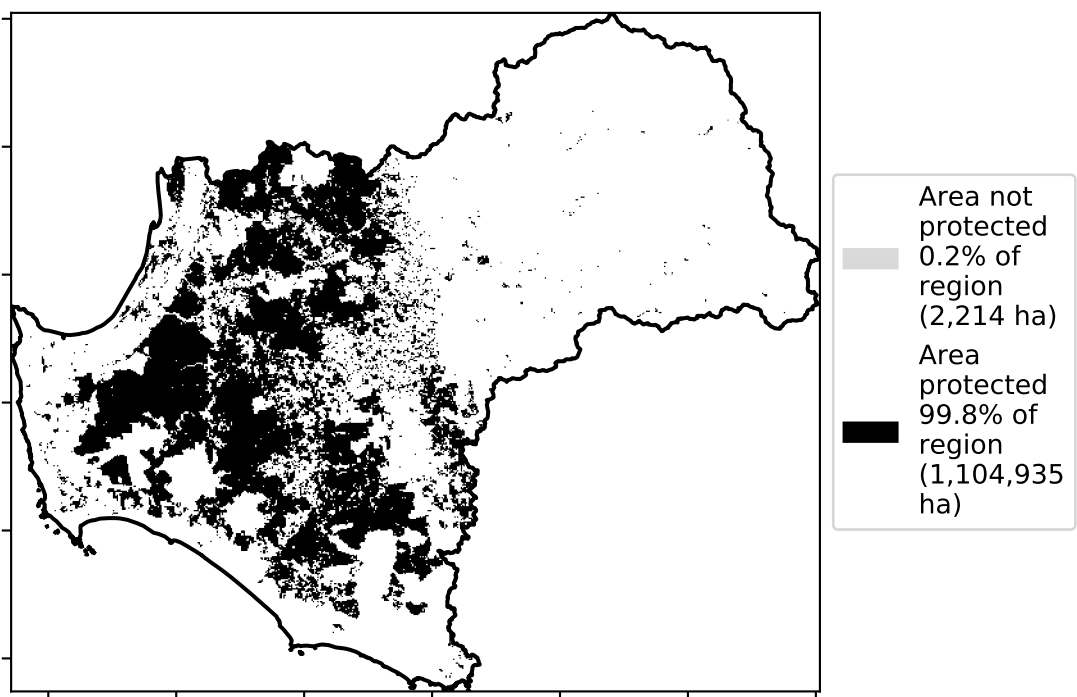 Area not
protected
0.2% of
region
(2,214 ha)
Area
protected
99.8% of
region
(1,104,935
ha)